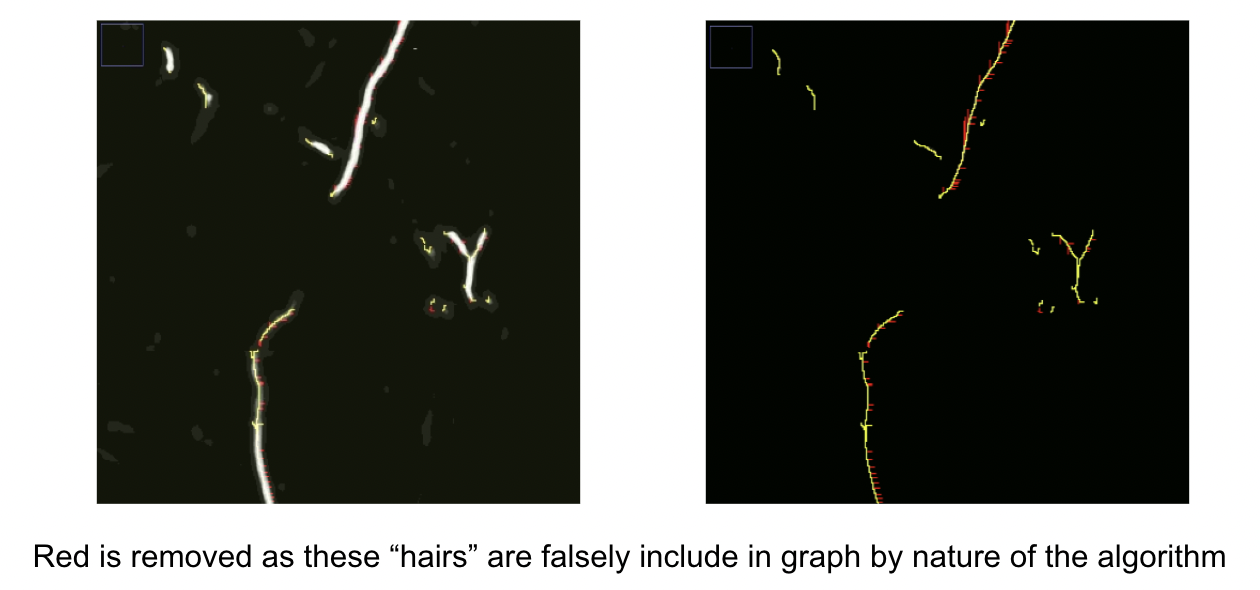 Red is removed as these “hairs” are falsely include in graph by nature of the algorithm